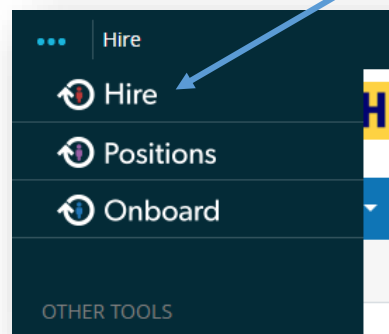 ••• Hire
Hire
H
Positions
Onboard
OTHER TOOLS